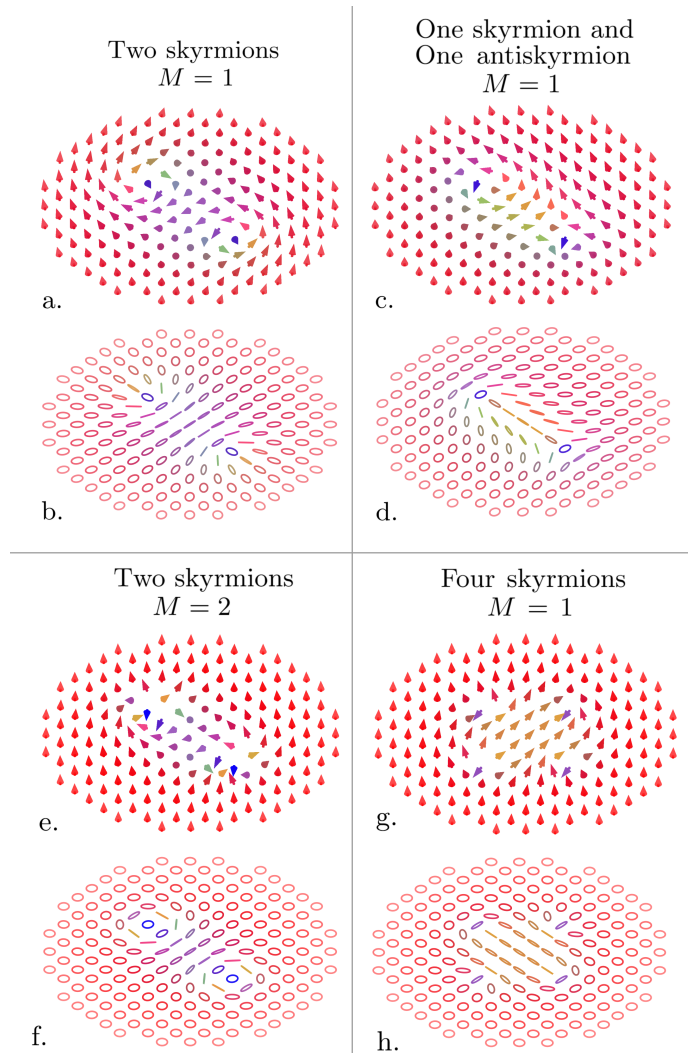 Two skyrmions
M = 1
One skyrmion and
One antiskyrmion
M = 1
a.
c.
b.
d.
Two skyrmions
M = 2
Four skyrmions
M = 1
e.
g.
f.
h.